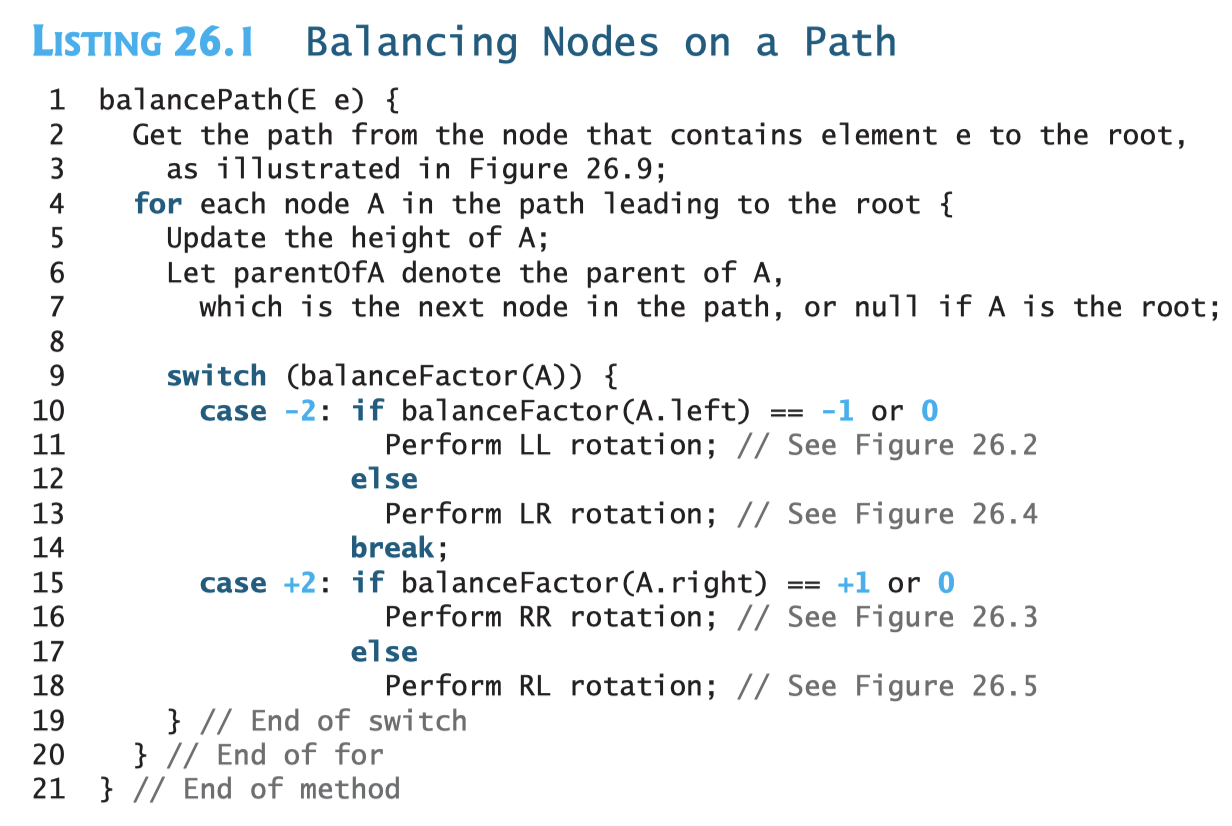 LISTING 26.1 Balancing Nodes on a Path
1 balancePath(E e) {
2 Get the path from the node that contains element e to the root,
3 as illustrated in Figure 26.9;
4 for each node A in the path leading to the root {
5 Update the height of A;
6 Let parentOfA denote the parent of A,
7 which is the next node in the path, or null if A is the root;
8
9 switch (balanceFactor(A)) {
10 case -2: if balanceFactor(A.left) == -1 or 0
11 Perform LL rotation; // See Figure 26.2
12 else
13 Perform LR rotation; // See Figure 26.4
14 break;
15 case +2: if balanceFactor(A.right) == +1 or 0
16 Perform RR rotation; // See Figure 26.3
17 else
18 Perform RL rotation; // See Figure 26.5
19 } // End of switch
20 } // End of for
21 } // End of method